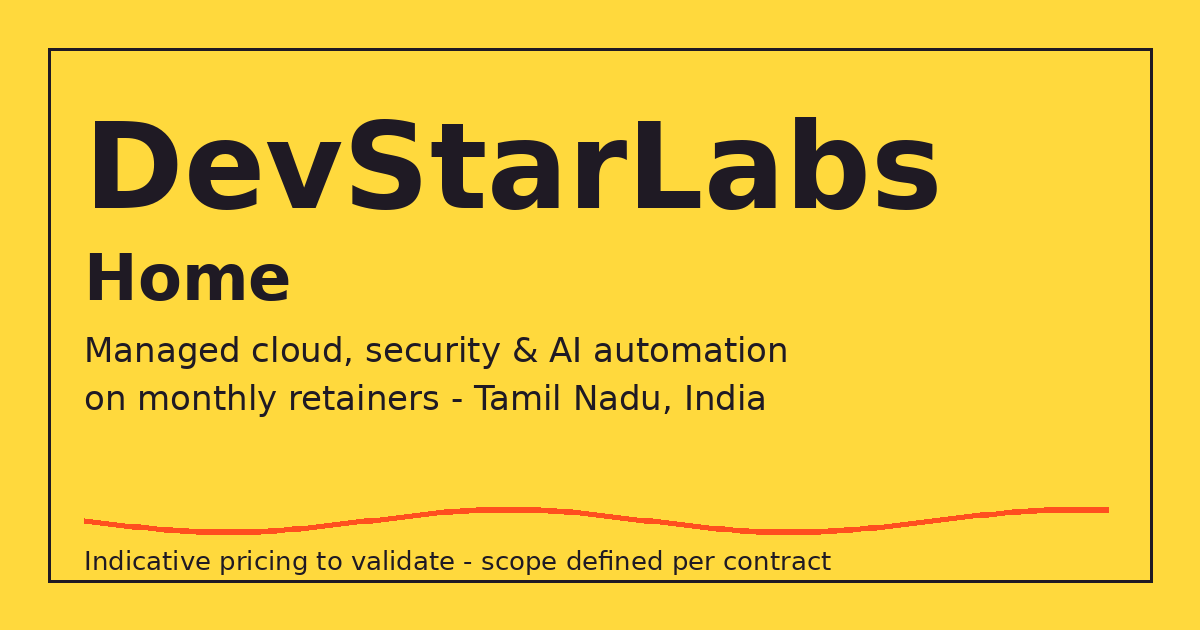 DevStarLabs
Home
Managed cloud, security & AI automation
on monthly retainers - Tamil Nadu, India
Indicative pricing to validate - scope defined per contract